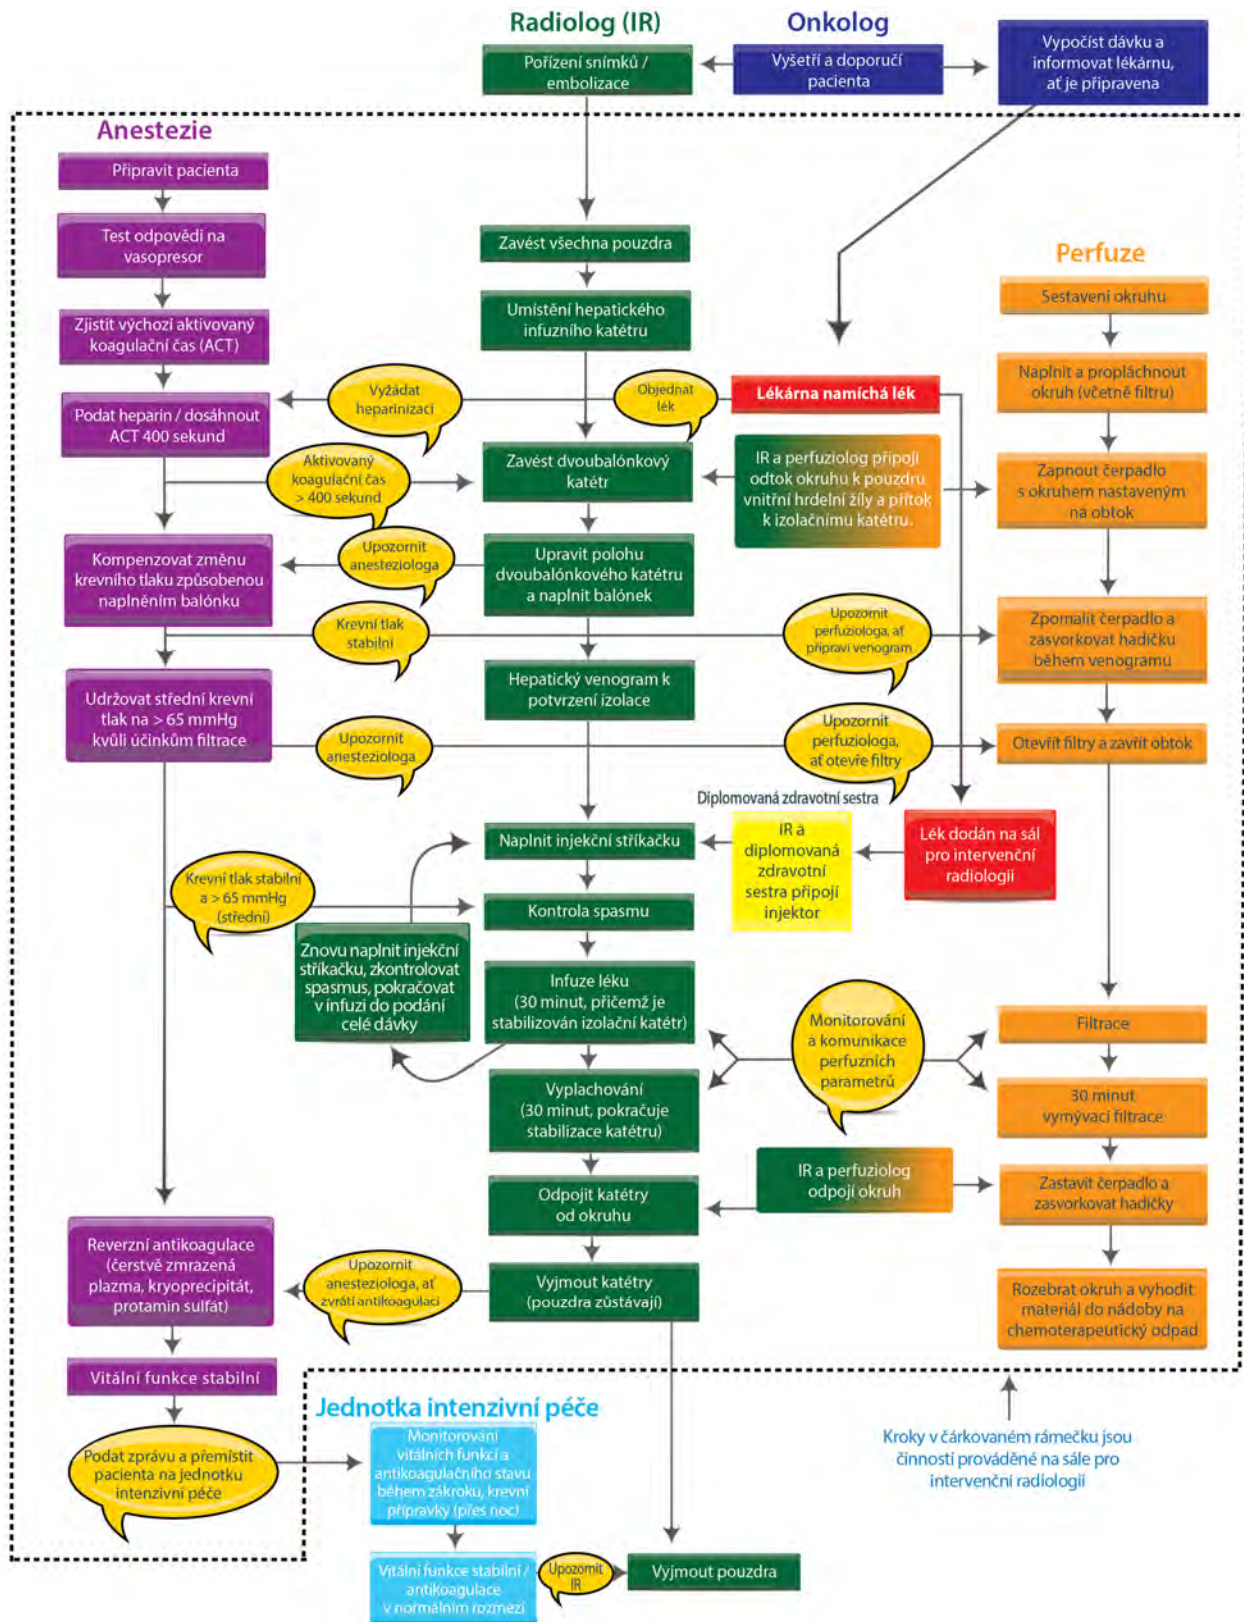 Radiolog (IR)
Onkolog
Pořízení snímků /
embolizace
Vyšetří a doporučí
pacienta
Vypočíst dávku a
informovat lékárnu,
ať je připravena
Anestezie
Připravit pacienta
Test odpovědi na
vasopresor
Zjistit výchozí aktivovaný
koagulační čas (ACT)
Podat heparin / dosáhnout
ACT 400 sekund
Kompenzovat změnu
krevního tlaku způsobenou
naplněním balónku
Udržovat střední krevní
tlak na > 65 mmHg
kvůli účinkům filtrace
Reverzní antikoagulace
(čerstvě zmrazená
plazma, kryoprecipitát,
protamin sulfát)
Vitální funkce stabilní
Podat zprávu a přemístit
pacienta na jednotku
intenzivní péče
Vyžádat
heparinizaci
Objednat
lék
Aktivovaný
koagulační čas
> 400 sekund
Upozornit
anesteziologa
Krevní tlak
stabilní
Upozornit
anesteziologa
Krevní tlak stabilní
a > 65 mmHg
(střední)
Znovu naplnit injekční
stříkačku, zkontrolovat
spasmus, pokračovat
v infuzi do podání
celé dávky
Upozornit
anesteziologa, ať
zvrátí antikoagulaci
Zavést všechna pouzdra
Umístění hepatického
infuzního katétru
Zavést dvoubalónkový
katétr
Upravit polohu
dvoubalónkového katétru
a naplnit balónek
Hepatický venogram k
potvrzení izolace
Naplnit injekční stříkačku
Kontrola spasmu
Infuze léku
(30 minut, přičemž je
stabilizován izolační katétr)
Vyplachování
(30 minut, pokračuje
stabilizace katétru)
Odpojit katétry
od okruhu
Vyjmout katétry
(pouzdra zůstávají)
Lékárna namíchá lék
IR a perfuziolog připojí
odtok okruhu k pouzdru
vnitřní hrdelní žíly a přítok
k izolačnímu katétru.
Upozornit
perfuziologa, ať
připraví venogram
Upozornit
perfuziologa,
ať otevře filtry
Diplomovaná zdravotní sestra
IR a
diplomovaná
zdravotní
sestra připojí
injektor
Lék dodán na sál
pro intervenční
radiologii
Monitorování
a komunikace
perfuzních
parametrů
IR a perfuziolog
odpojí okruh
Perfuze
Sestavení okruhu
Naplnit a propláchnout
okruh (včetně filtru)
Zapnout čerpadlo
s okruhem nastaveným
na obtok
Zpomalit čerpadlo a
zasvorkovat hadičku
během venogramu
Otevřít filtry a zavřít obtok
Filtrace
30 minut
vymývací filtrace
Zastavit čerpadlo a
zasvorkovat hadičky
Rozebrat okruh a vyhodit
materiál do nádoby na
chemoterapeutický odpad
Jednotka intenzivní péče
Monitorování
vitálních funkcí a
antikoagulačního stavu
během zákroku, krevní
přípravky (přes noc)
Vitální funkce stabilní /
antikoagulace
v normálním rozmezí
Upozornit
IR
Vyjmout pouzdra
Kroky v čárkovaném rámečku jsou
činností prováděné na sále pro
intervenční radiologii